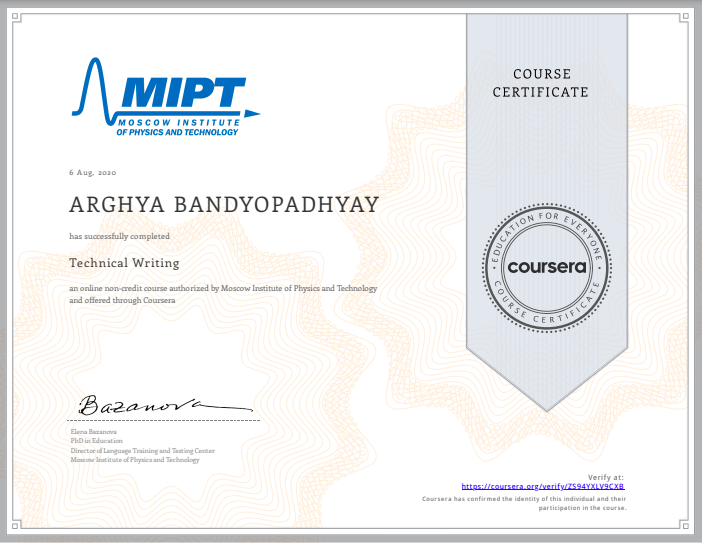 MIPT
MOSCOW INSTITUTE
OF PHYSICS AND TECHNOLOGY
COURSE
CERTIFICATE
6 Aug, 2020
ARGHYA BANDYOPADHYAY
has successfully completed
Technical Writing
an online non-credit course authorized by Moscow Institute of Physics and Technology
and offered through Coursera
EDUCATION FOR EVERYONE
coursera
COURSE CERTIFICATE
Bazanova
Elena Bazanova
PhD in Education
Director of Language Training and Testing Center
Moscow Institute of Physics and Technology
Verify at:
https://coursera.org/verify/ZS94YXLV9CXB
Coursera has confirmed the identity of this individual and their
participation in the course.